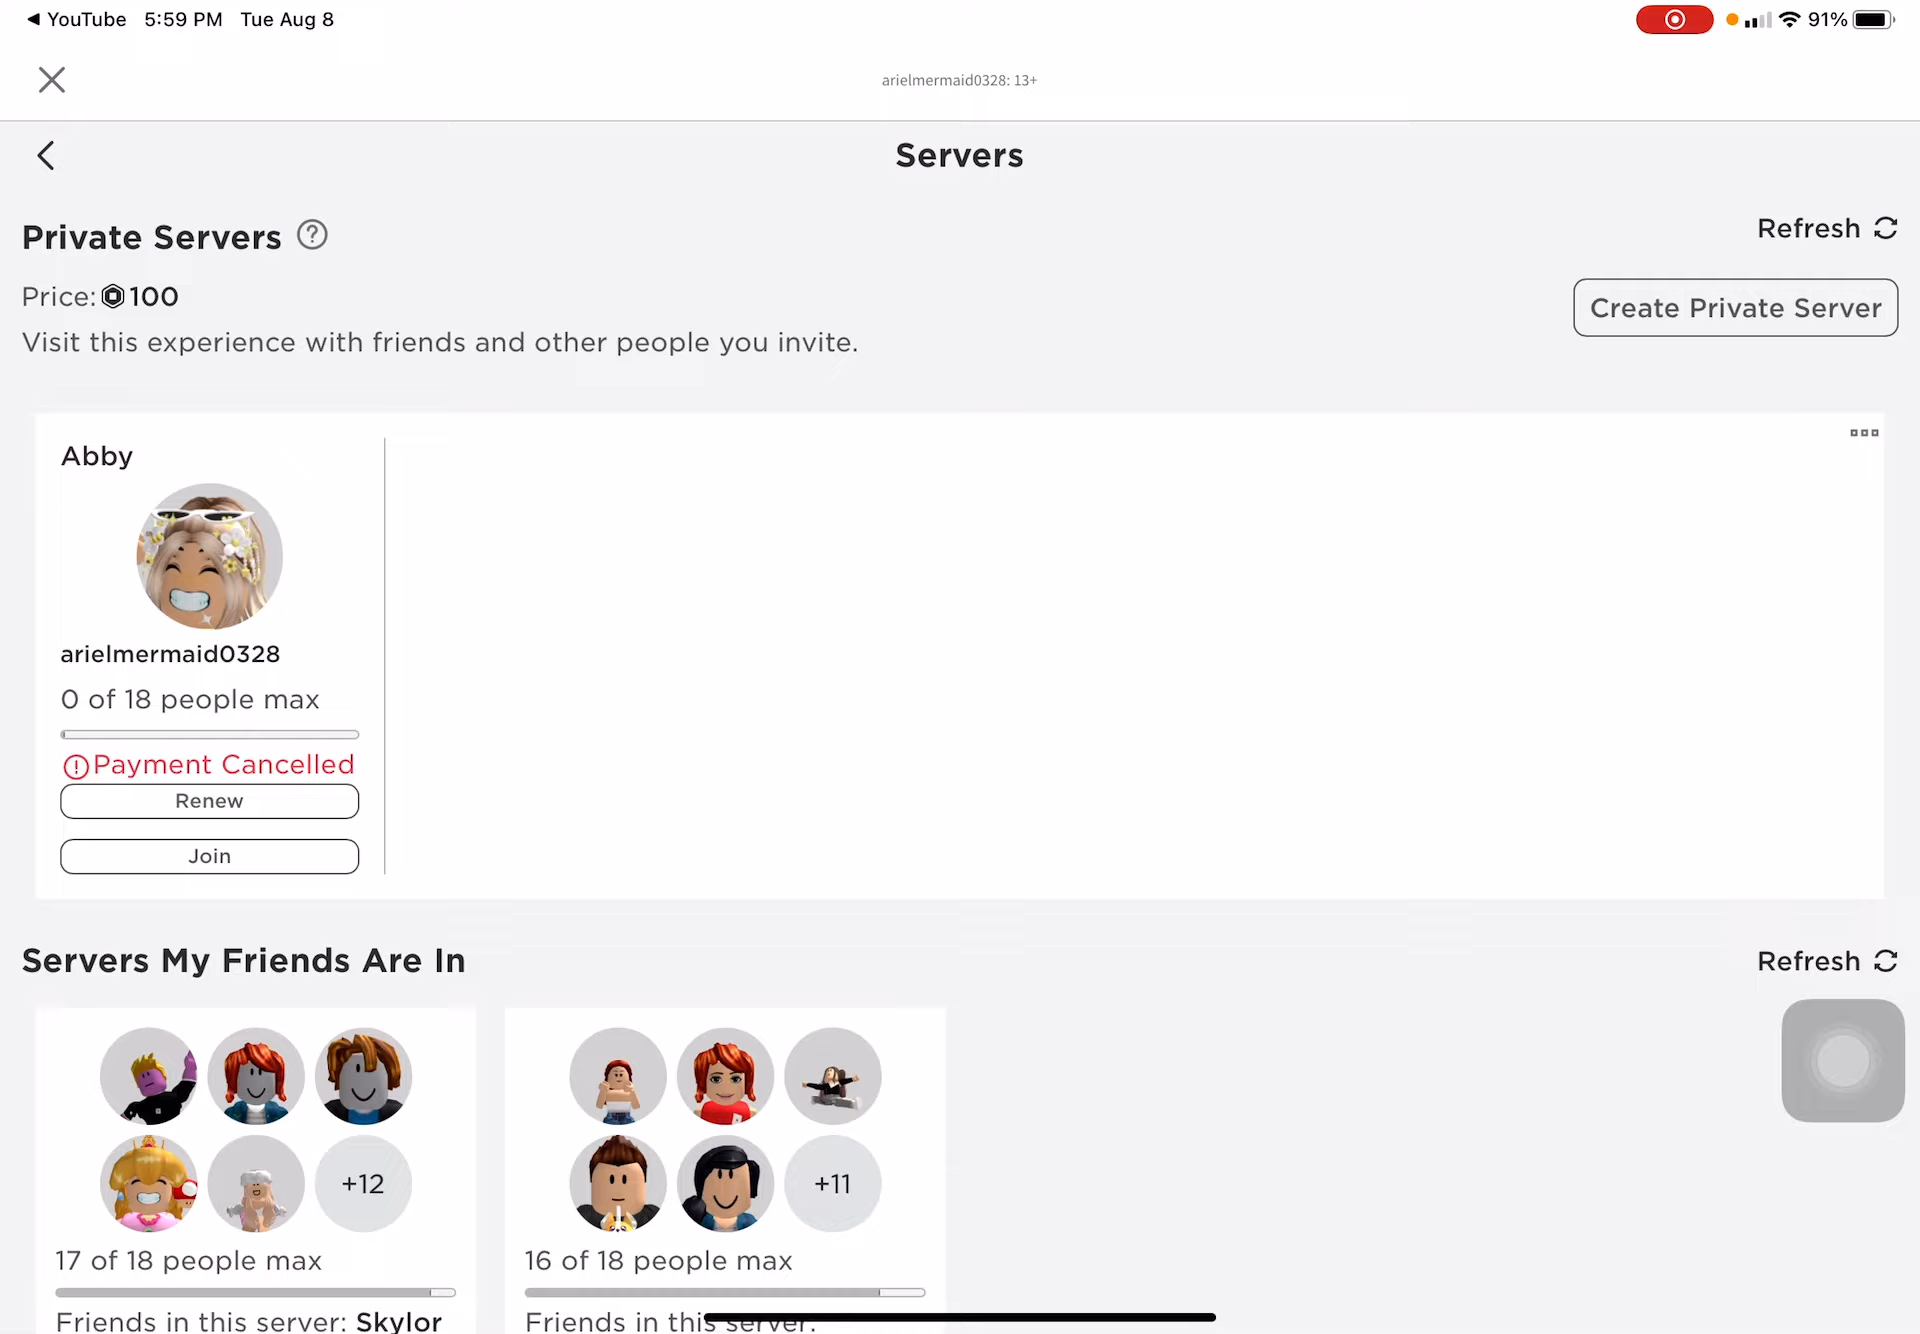 ◀ YouTube 5:59 PM Tue Aug 8 91%
arielmermaid0328: 13+
Servers
Private Servers
Refresh
Price: 100
Create Private Server
Visit this experience with friends and other people you invite.
Abby
arielmermaid0328
0 of 18 people max
Payment Cancelled
Renew
Join
Servers My Friends Are In
Refresh
+12
+11
17 of 18 people max
16 of 18 people max
Friends in this server: Skylor
Friends in this server: